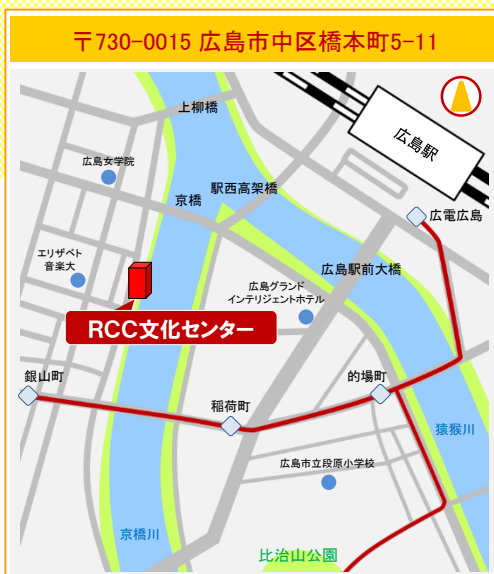 〒730-0015 広島市中区橋本町5-11
上柳橋
広島駅
広島女学院
駅西高架橋
京橋
広電広島
エリザベト
音楽大
広島駅前大橋
広島グランド
インテリジェントホテル
RCC文化センター
銀山町
的場町
稲荷町
猿猴川
広島市立段原小学校
京橋川
比治山公園